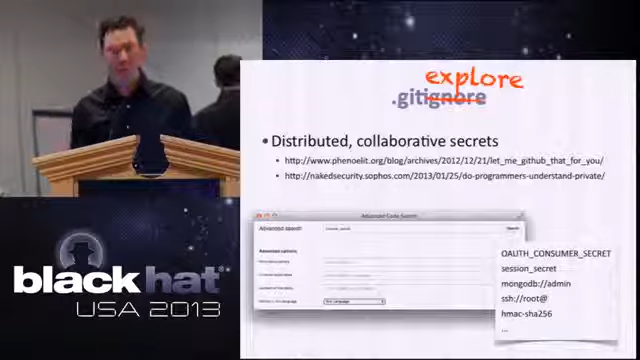 explore
.gitignore
• Distributed, collaborative secrets
• http://www.phenoelit.org/blog/archives/2012/12/21/let_me_github_that_for_you/
• http://nakedsecurity.sophos.com/2013/01/25/do-programmers-understand-private/
Advanced Code Search
Advanced search
Search
Advanced options
OAUTH_CONSUMER_SECRET
session_secret
mongodb://admin
ssh://root@
hmac-sha256
...
black hat®
USA 2013